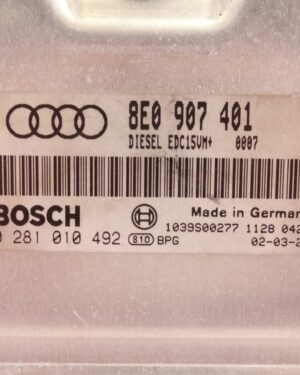 8E0 907 401
DIESEL EDC15VM+ 0007
BOSCH
Made in German
281 010 492 810 BPG
1039S00277 1128 042
02-03-2